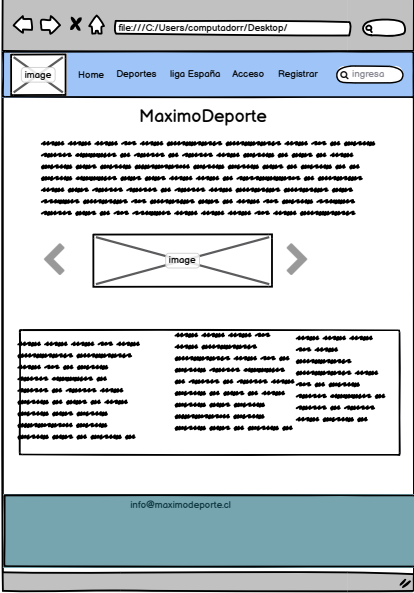 file:///C:/Users/computadorr/Desktop/
image
Home
Deportes
liga España
Acceso
Registrar
ingresa
MaximoDeporte
image
info@maximodeporte.cl